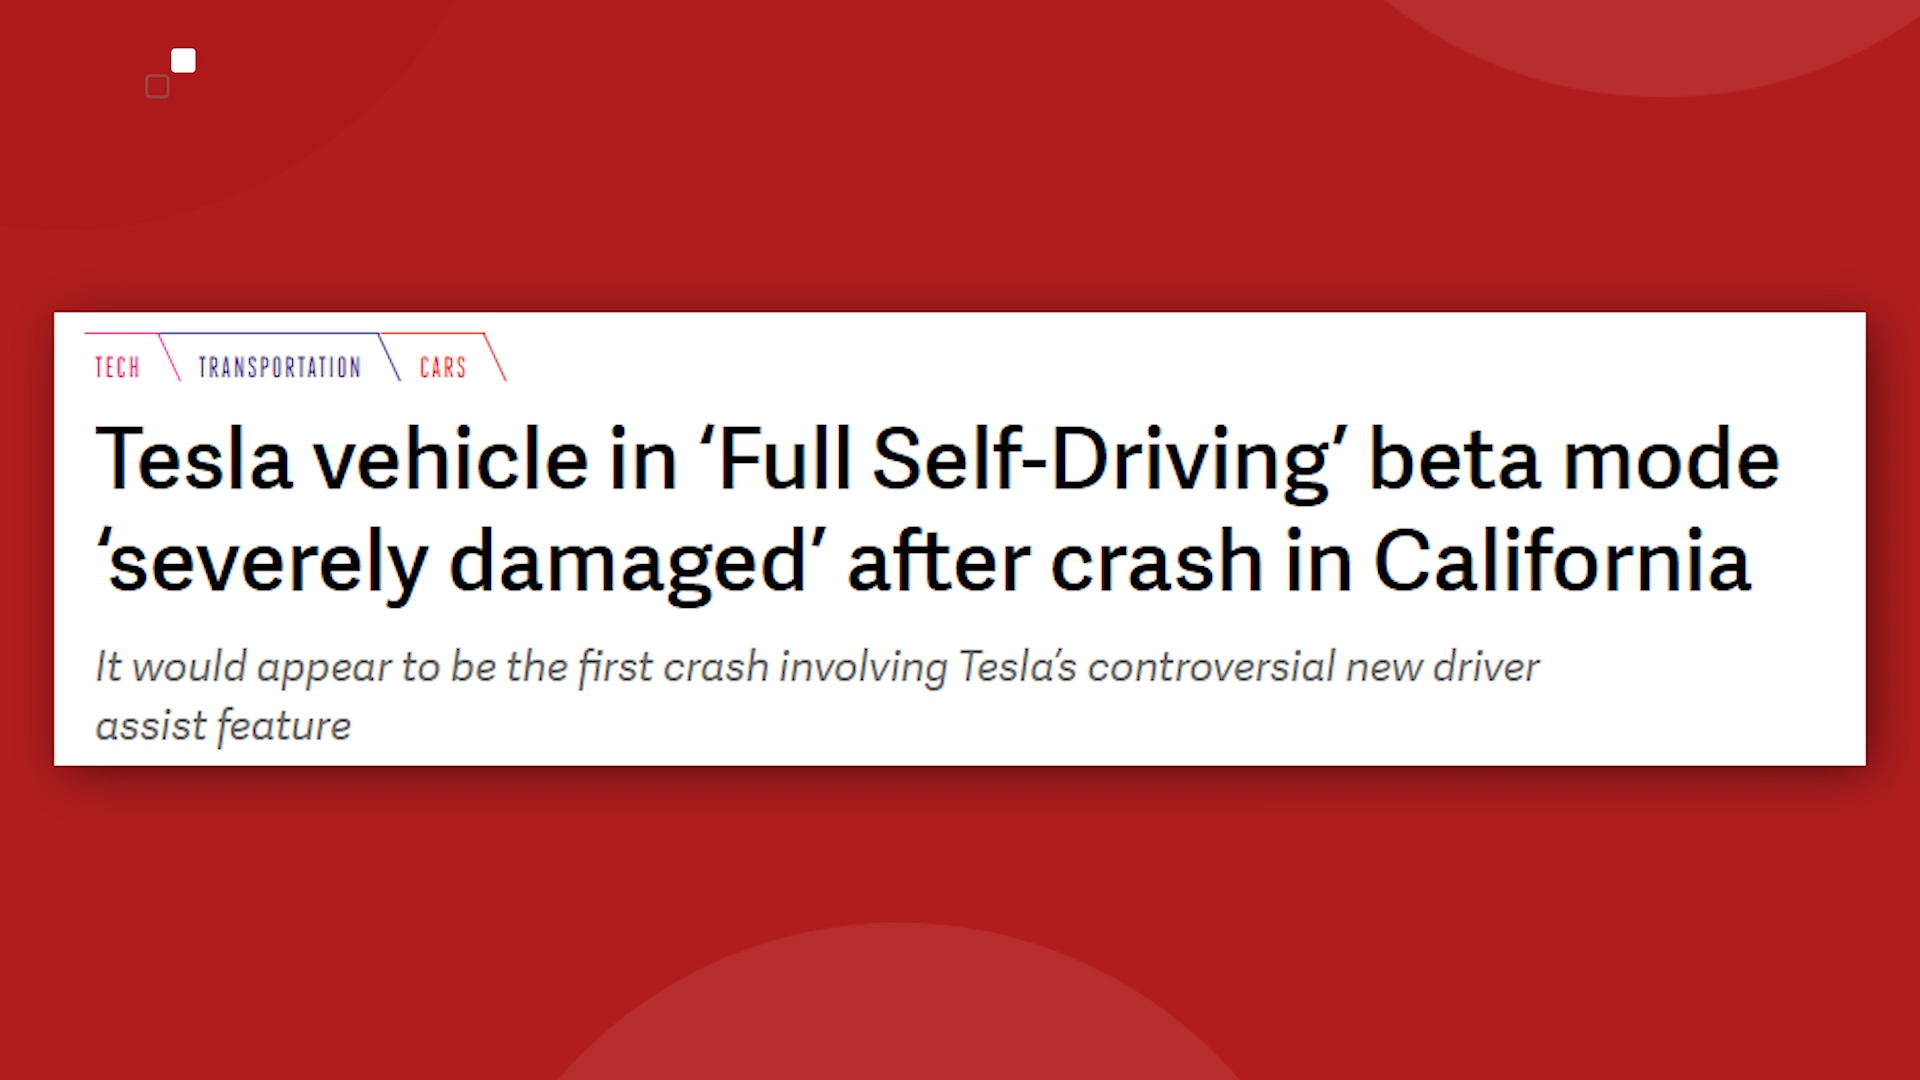 TECH TRANSPORTATION CARS
Tesla vehicle in ‘Full Self-Driving’ beta mode
‘severely damaged’ after crash in California
It would appear to be the first crash involving Tesla’s controversial new driver
assist feature